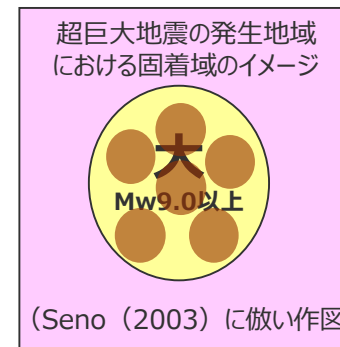 超巨大地震の発生地域
における固着域のイメージ
大
Mw9.0以上
（Seno（2003）に倣い作図